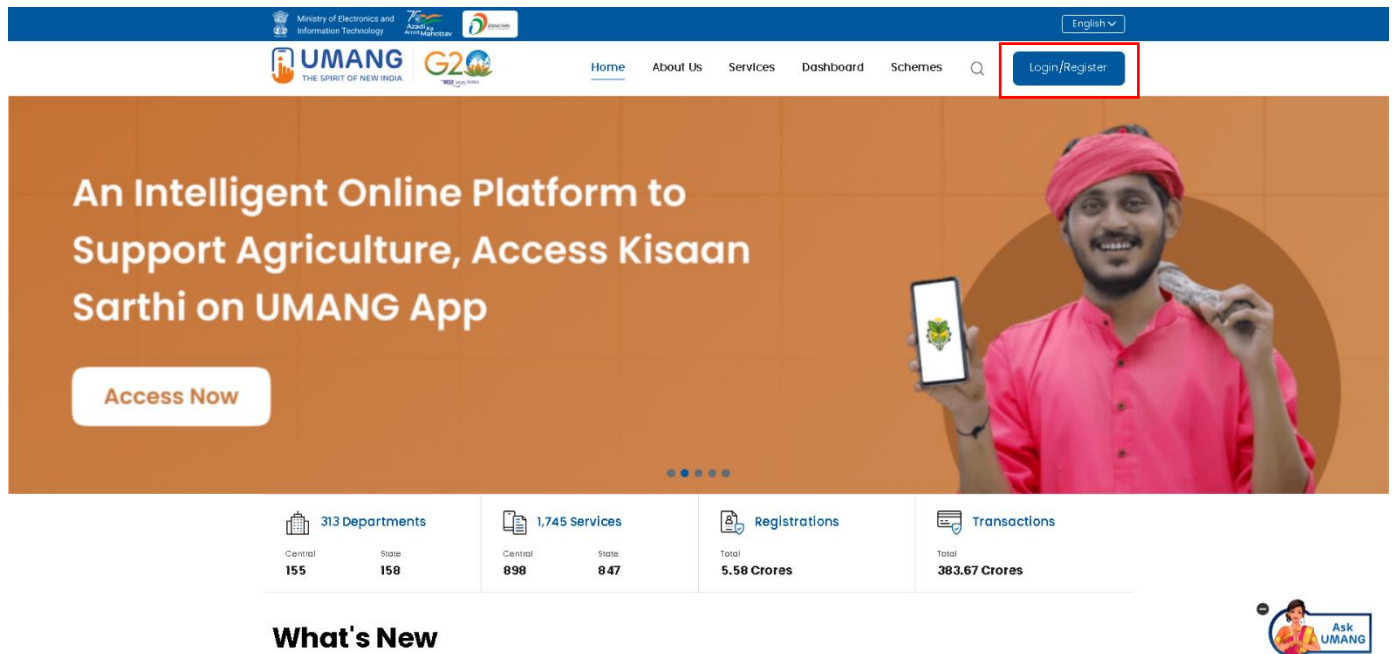 Ministry of Electronics and
Information Technology
Azadi Ka
Amrit Mahotsav
English
UMANG
THE SPIRIT OF NEW INDIA
G20
Home About Us Services Dashboard Schemes
Login/Register
An Intelligent Online Platform to
Support Agriculture, Access Kisaan
Sarthi on UMANG App
Access Now
313 Departments
Central State
155 158
1,745 Services
Central State
898 847
Registrations
Total
5.58 Crores
Transactions
Total
383.67 Crores
What's New
Ask
UMANG